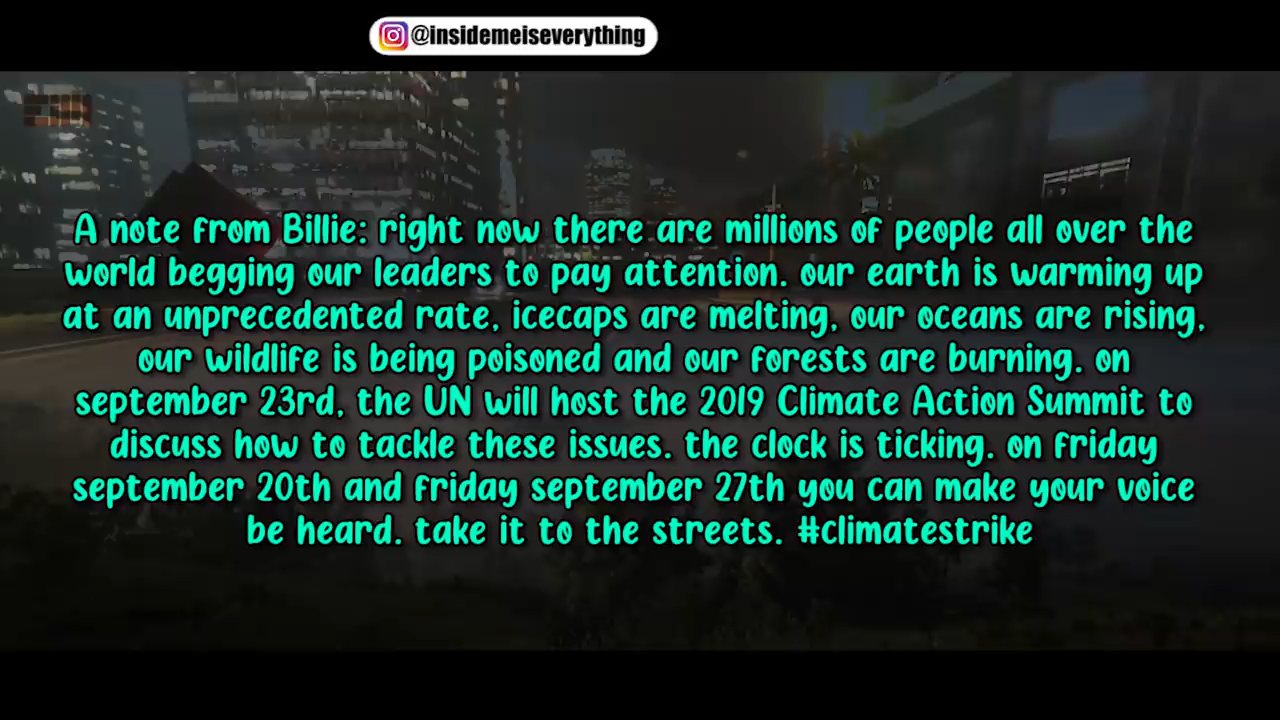 @insidemeiseverything
A note from Billie: right now there are millions of people all over the
world begging our leaders to pay attention. our earth is warming up
at an unprecedented rate, icecaps are melting, our oceans are rising,
our wildlife is being poisoned and our forests are burning. on
september 23rd, the UN will host the 2019 Climate Action Summit to
discuss how to tackle these issues. the clock is ticking. on friday
september 20th and friday september 27th you can make your voice
be heard. take it to the streets. #climatestrike